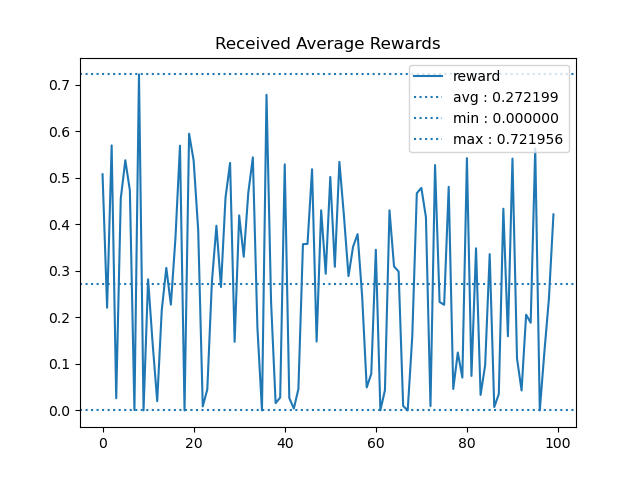 Received Average Rewards
reward
avg : 0.272199
min : 0.000000
max : 0.721956
0.7
0.6
0.5
0.4
0.3
0.2
0.1
0.0
0 20 40 60 80 100